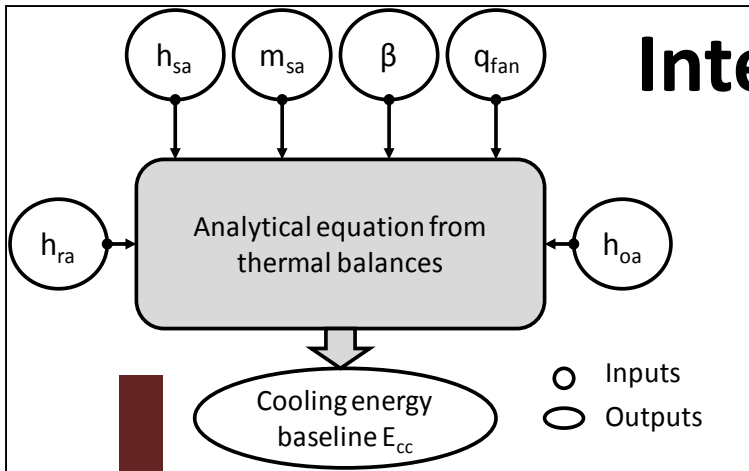 h_sa m_sa β q_fan
Inte
Analytical equation from
thermal balances
h_ra
h_oa
Cooling energy
baseline E_cc
Inputs
Outputs